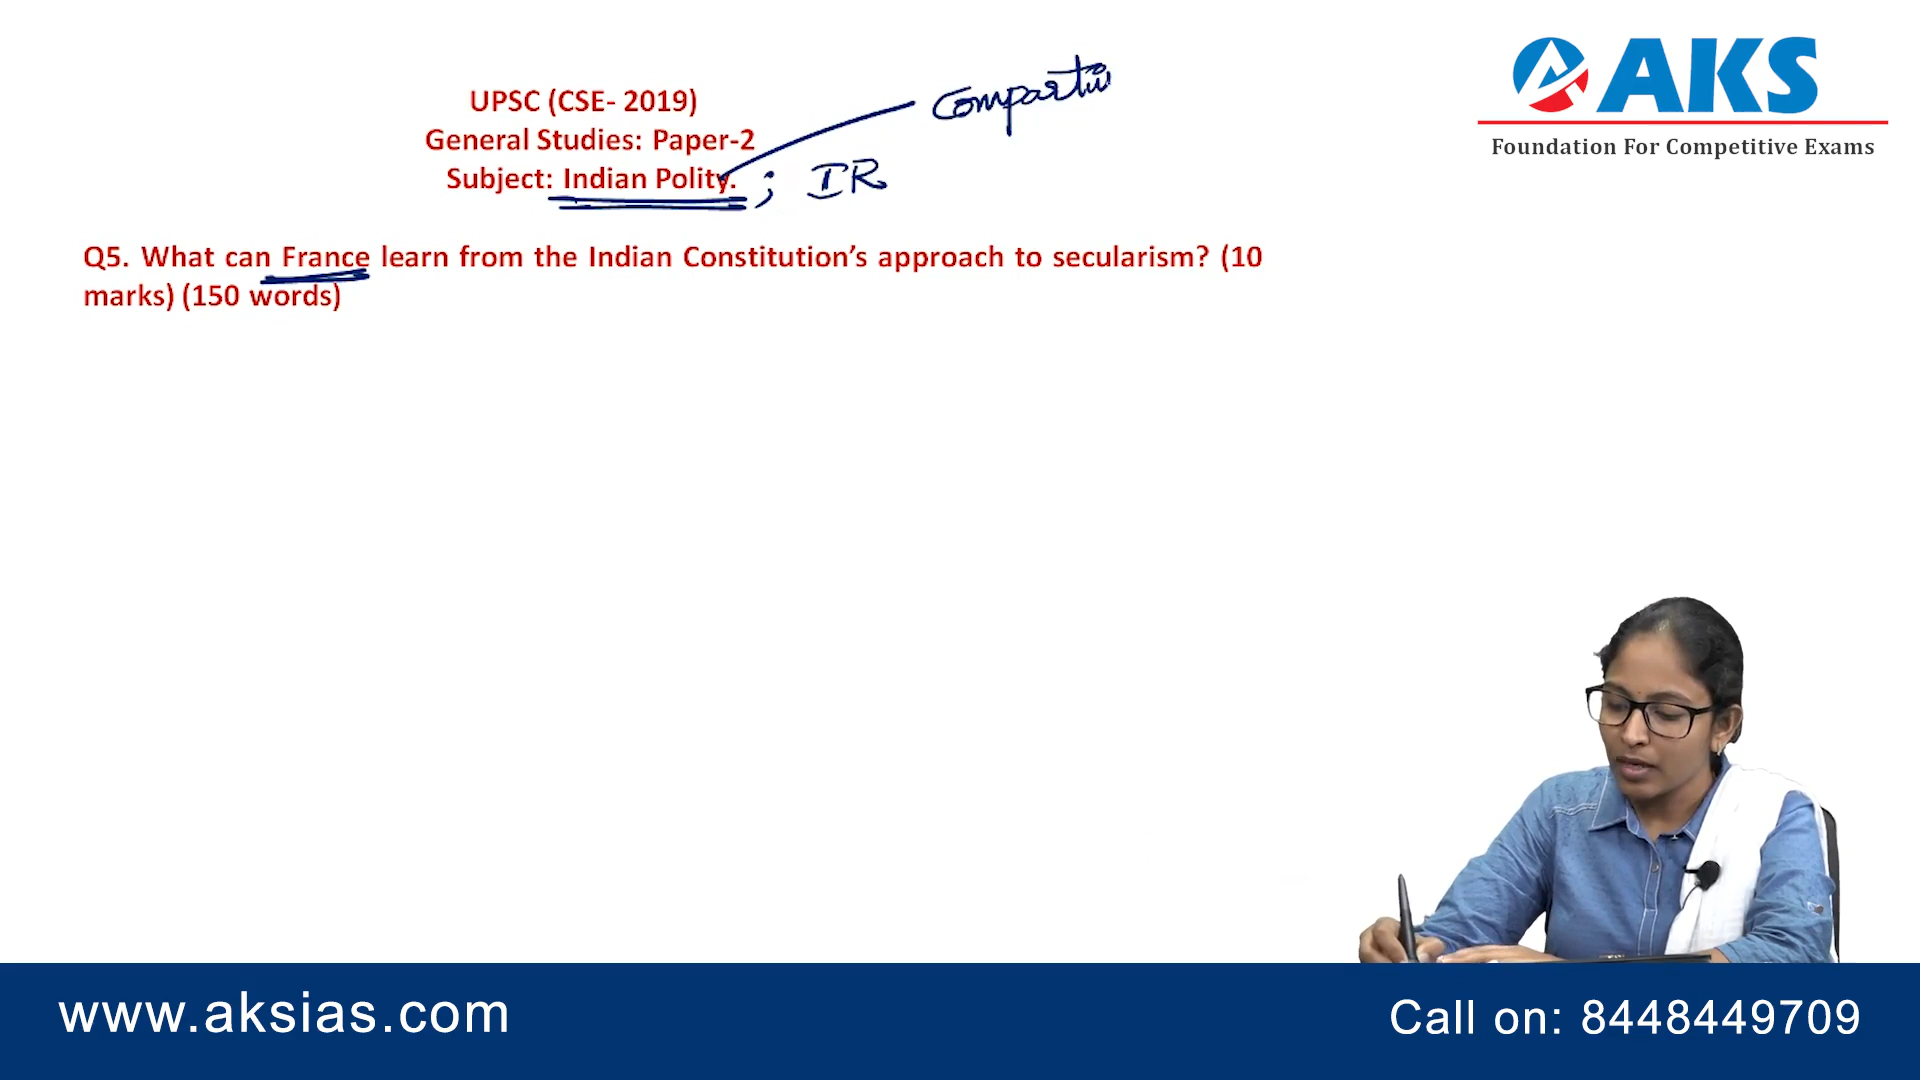 AKS
Foundation For Competitive Exams
UPSC (CSE- 2019)
General Studies: Paper-2
Subject: Indian Polity. ; IR
Q5. What can France learn from the Indian Constitution’s approach to secularism? (10
marks) (150 words)
www.aksias.com
Call on: 8448449709